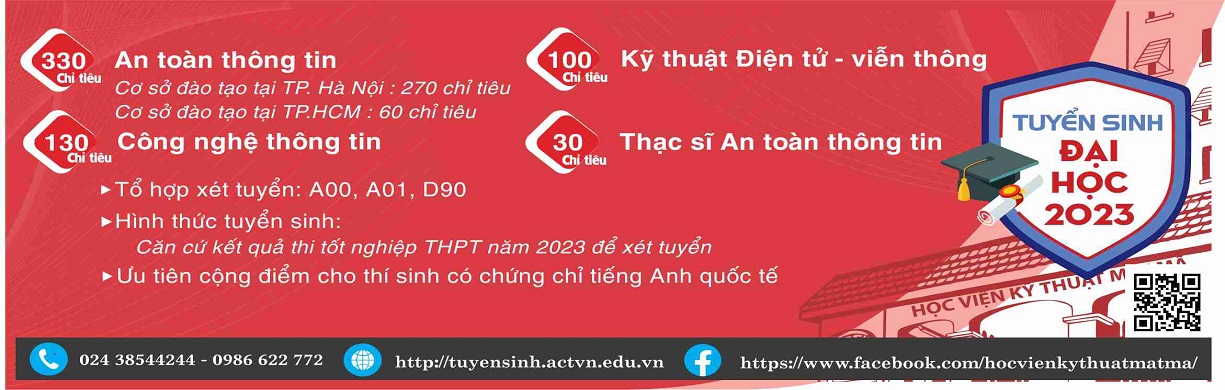 330
Chỉ tiêu
An toàn thông tin
Cơ sở đào tạo tại TP. Hà Nội : 270 chỉ tiêu
Cơ sở đào tạo tại TP.HCM : 60 chỉ tiêu
130
Chỉ tiêu
Công nghệ thông tin
100
Chỉ tiêu
Kỹ thuật Điện tử - viễn thông
30
Chỉ tiêu
Thạc sĩ An toàn thông tin
▸Tổ hợp xét tuyển: A00, A01, D90
▸Hình thức tuyển sinh:
Căn cứ kết quả thi tốt nghiệp THPT năm 2023 để xét tuyển
▸Ưu tiên cộng điểm cho thí sinh có chứng chỉ tiếng Anh quốc tế
TUYỂN SINH
ĐẠI
HỌC
2023
HỌC VIỆN KỸ THUẬT M
024 38544244 - 0986 622 772
http://tuyensinh.actvn.edu.vn
https://www.facebook.com/hocvienkythuatmatma/